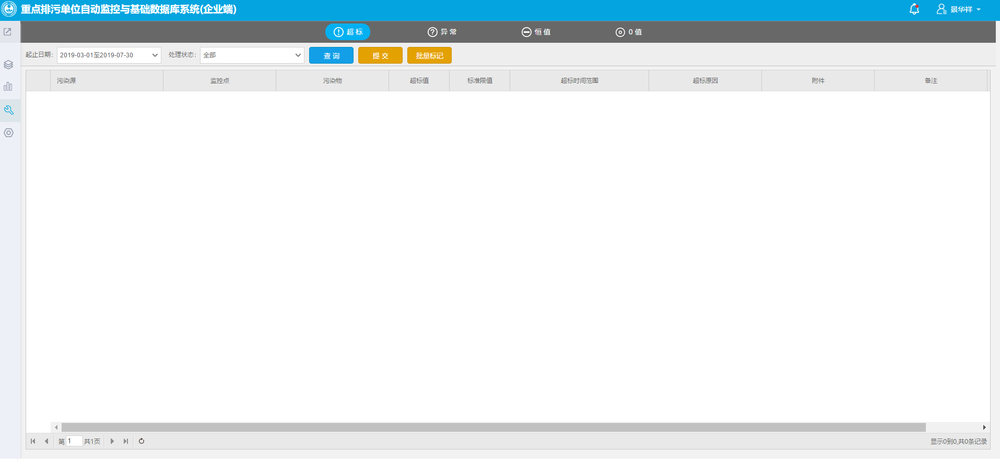 重点排污单位自动监控与基础数据库系统(企业端)
景华祥
超标 异常 恒值 0值
起止日期: 2019-03-01至2019-07-30 处理状态: 全部 查询 提交 批量标记
污染源 监控点 污染物 超标值 标准限值 超标时间范围 超标原因 附件 备注
第 1 共1页 显示0到0,共0条记录